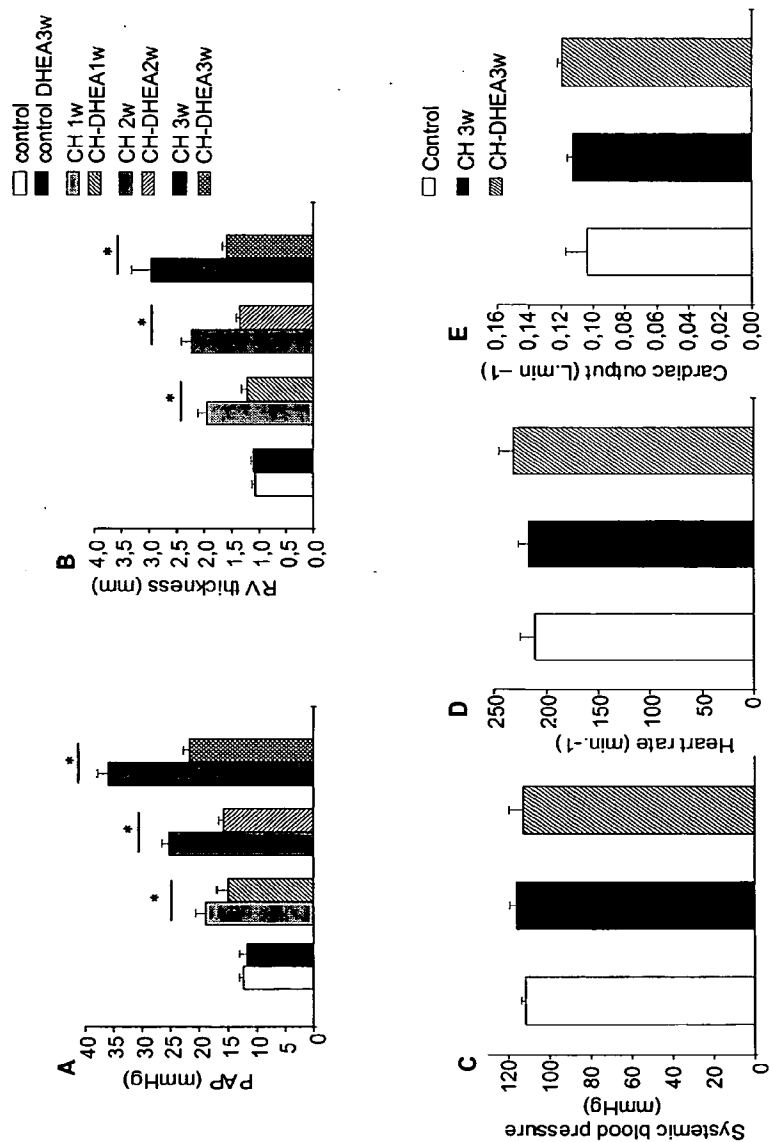 A
PAP (mmHg)
40
35
30
25
20
15
10
5
0
*
*
*
B
RV thickness (mm)
4,0
3,5
3,0
2,5
2,0
1,5
1,0
0,5
0,0
*
*
*
control
control DHEA3w
CH 1w
CH-DHEA1w
CH 2w
CH-DHEA2w
CH 3w
CH-DHEA3w
C
Systemic blood pressure
(mmHg)
120
100
80
60
40
20
0
D
Heart rate (min.-1)
250
200
150
100
50
0
E
Cardiac output (L.min –1)
0,16
0,14
0,12
0,10
0,08
0,06
0,04
0,02
0,00
Control
CH 3w
CH-DHEA3w